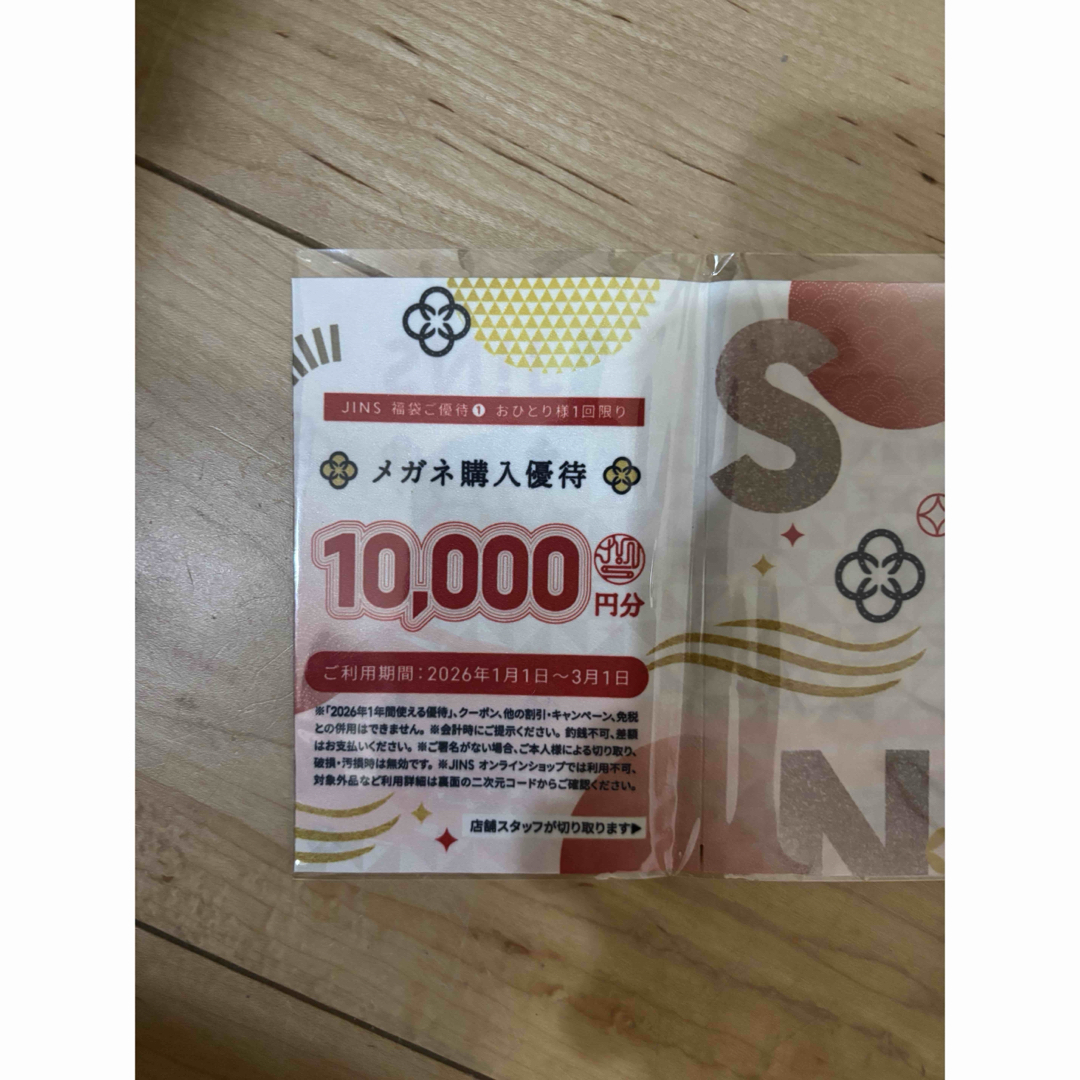 JINS 福袋ご優待❶ おひとり様1回限り
メガネ購入優待
10,000
円分
ご利用期間：2026年1月1日～3月1日
※「2026年1年間使える優待」、クーポン、他の割引・キャンペーン、免税
との併用はできません。※会計時にご提示ください。釣銭不可、差額
はお支払いください。※ご署名がない場合、ご本人様による切り取り、
破損・汚損時は無効です。※JINS オンラインショップでは利用不可、
対象外品など利用詳細は裏面の二次元コードからご確認ください。
店舗スタッフが切り取ります▶
S
N